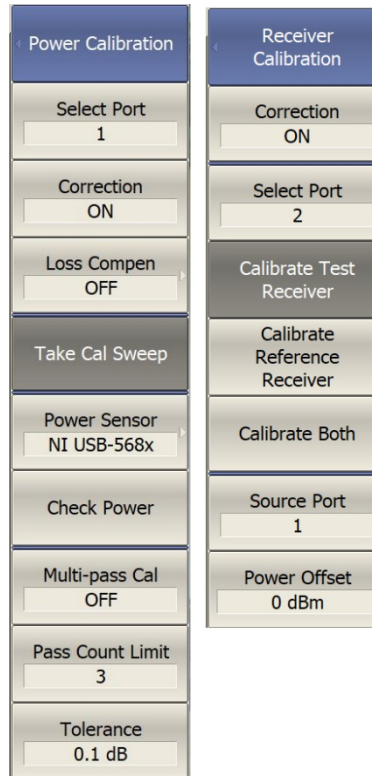 Power Calibration
Select Port
1
Correction
ON
Loss Compen
OFF
Take Cal Sweep
Power Sensor
NI USB-568x
Check Power
Multi-pass Cal
OFF
Pass Count Limit
3
Tolerance
0.1 dB
Receiver
Calibration
Correction
ON
Select Port
2
Calibrate Test
Receiver
Calibrate
Reference
Receiver
Calibrate Both
Source Port
1
Power Offset
0 dBm